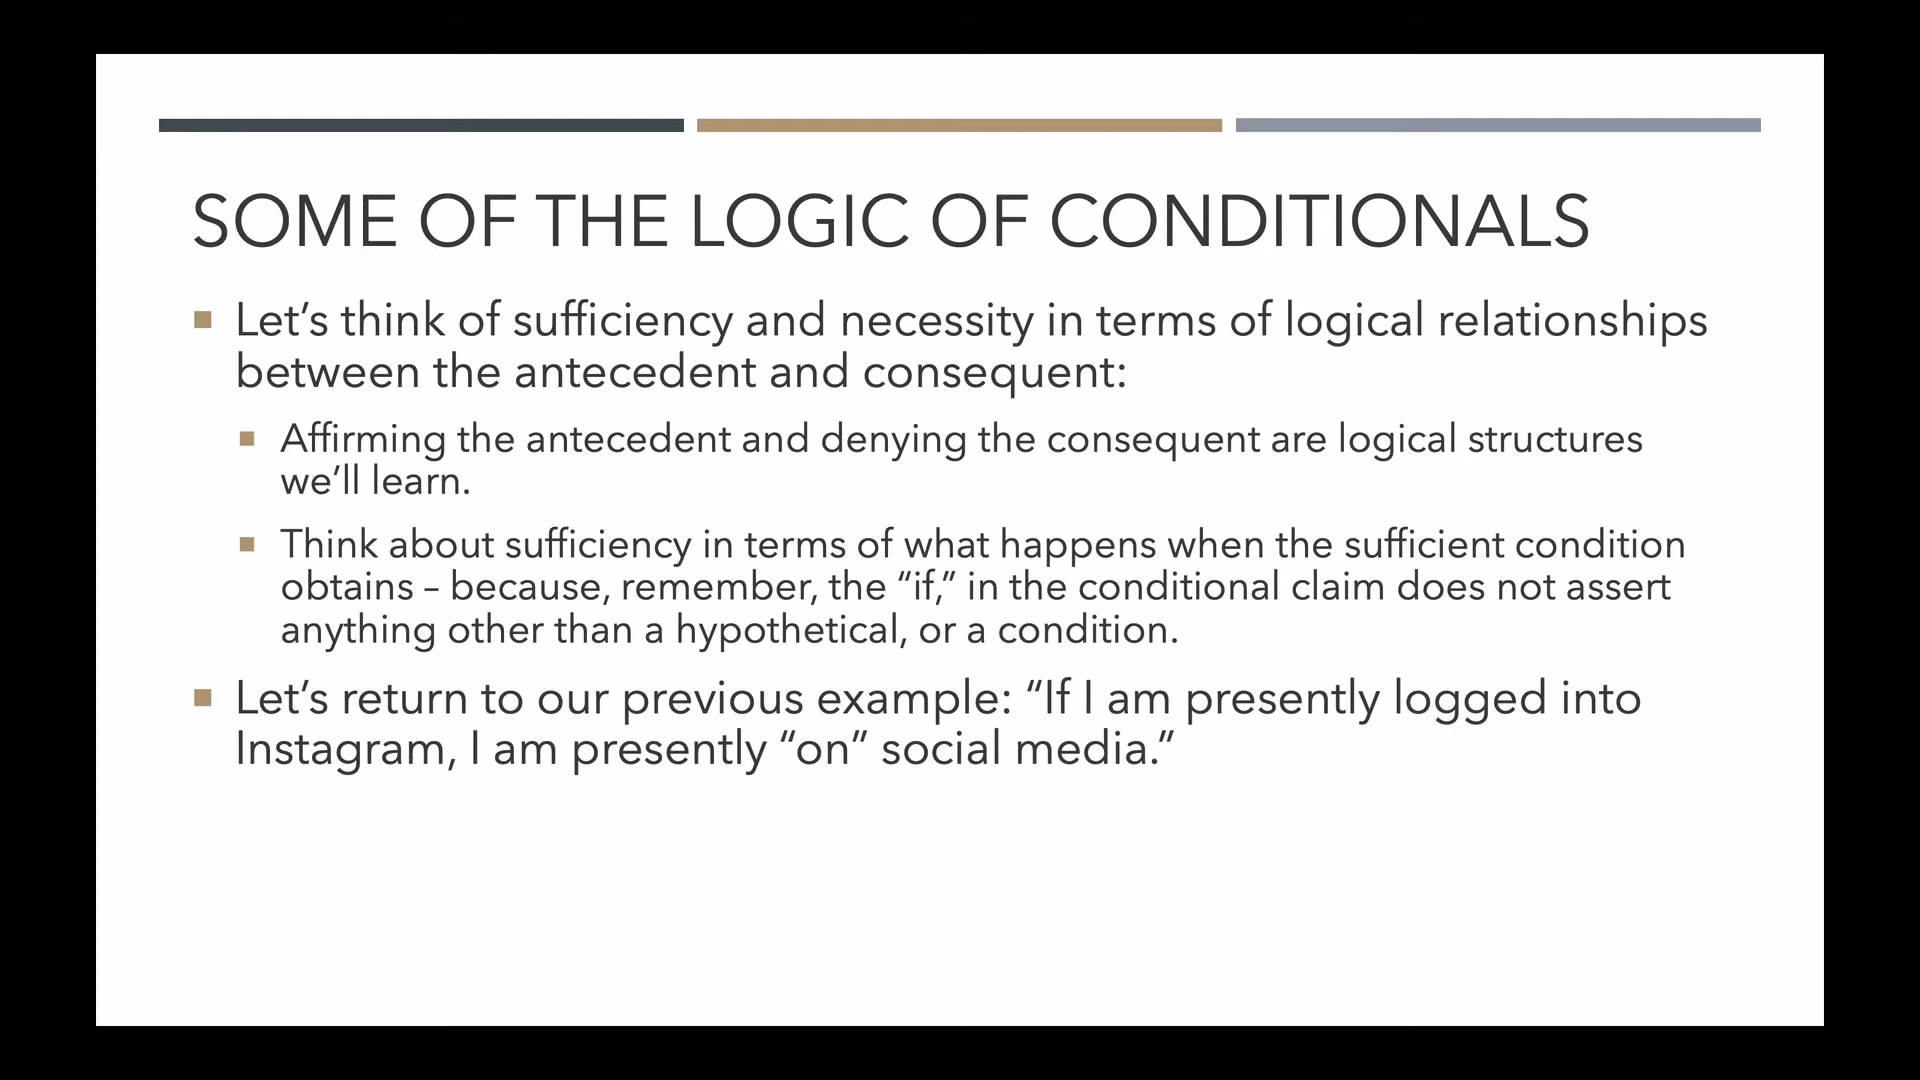 SOME OF THE LOGIC OF CONDITIONALS
Let’s think of sufficiency and necessity in terms of logical relationships
between the antecedent and consequent:
Affirming the antecedent and denying the consequent are logical structures
we’ll learn.
Think about sufficiency in terms of what happens when the sufficient condition
obtains – because, remember, the “if,” in the conditional claim does not assert
anything other than a hypothetical, or a condition.
Let’s return to our previous example: “If I am presently logged into
Instagram, I am presently “on” social media.”